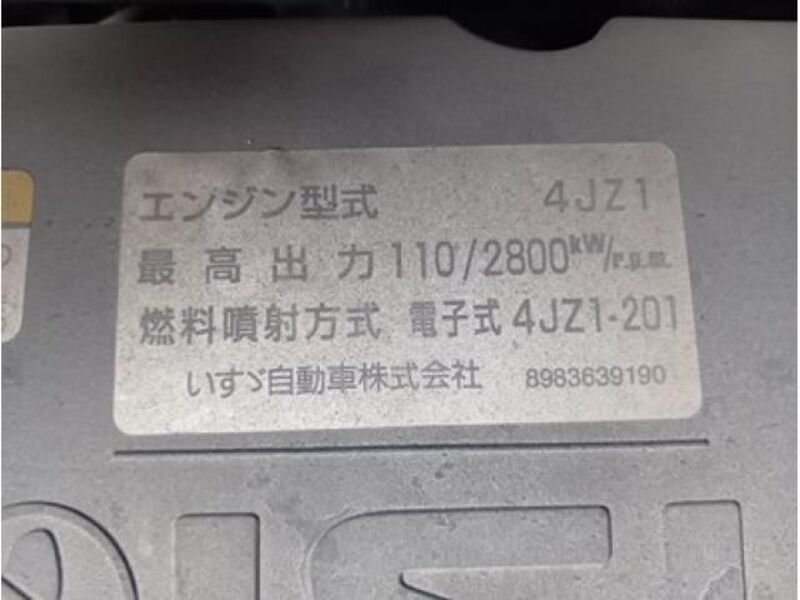 エンジン型式 4JZ1
最高出力 110/2800kW/r.p.m.
燃料噴射方式 電子式 4JZ1-201
いすゞ自動車株式会社 8983639190